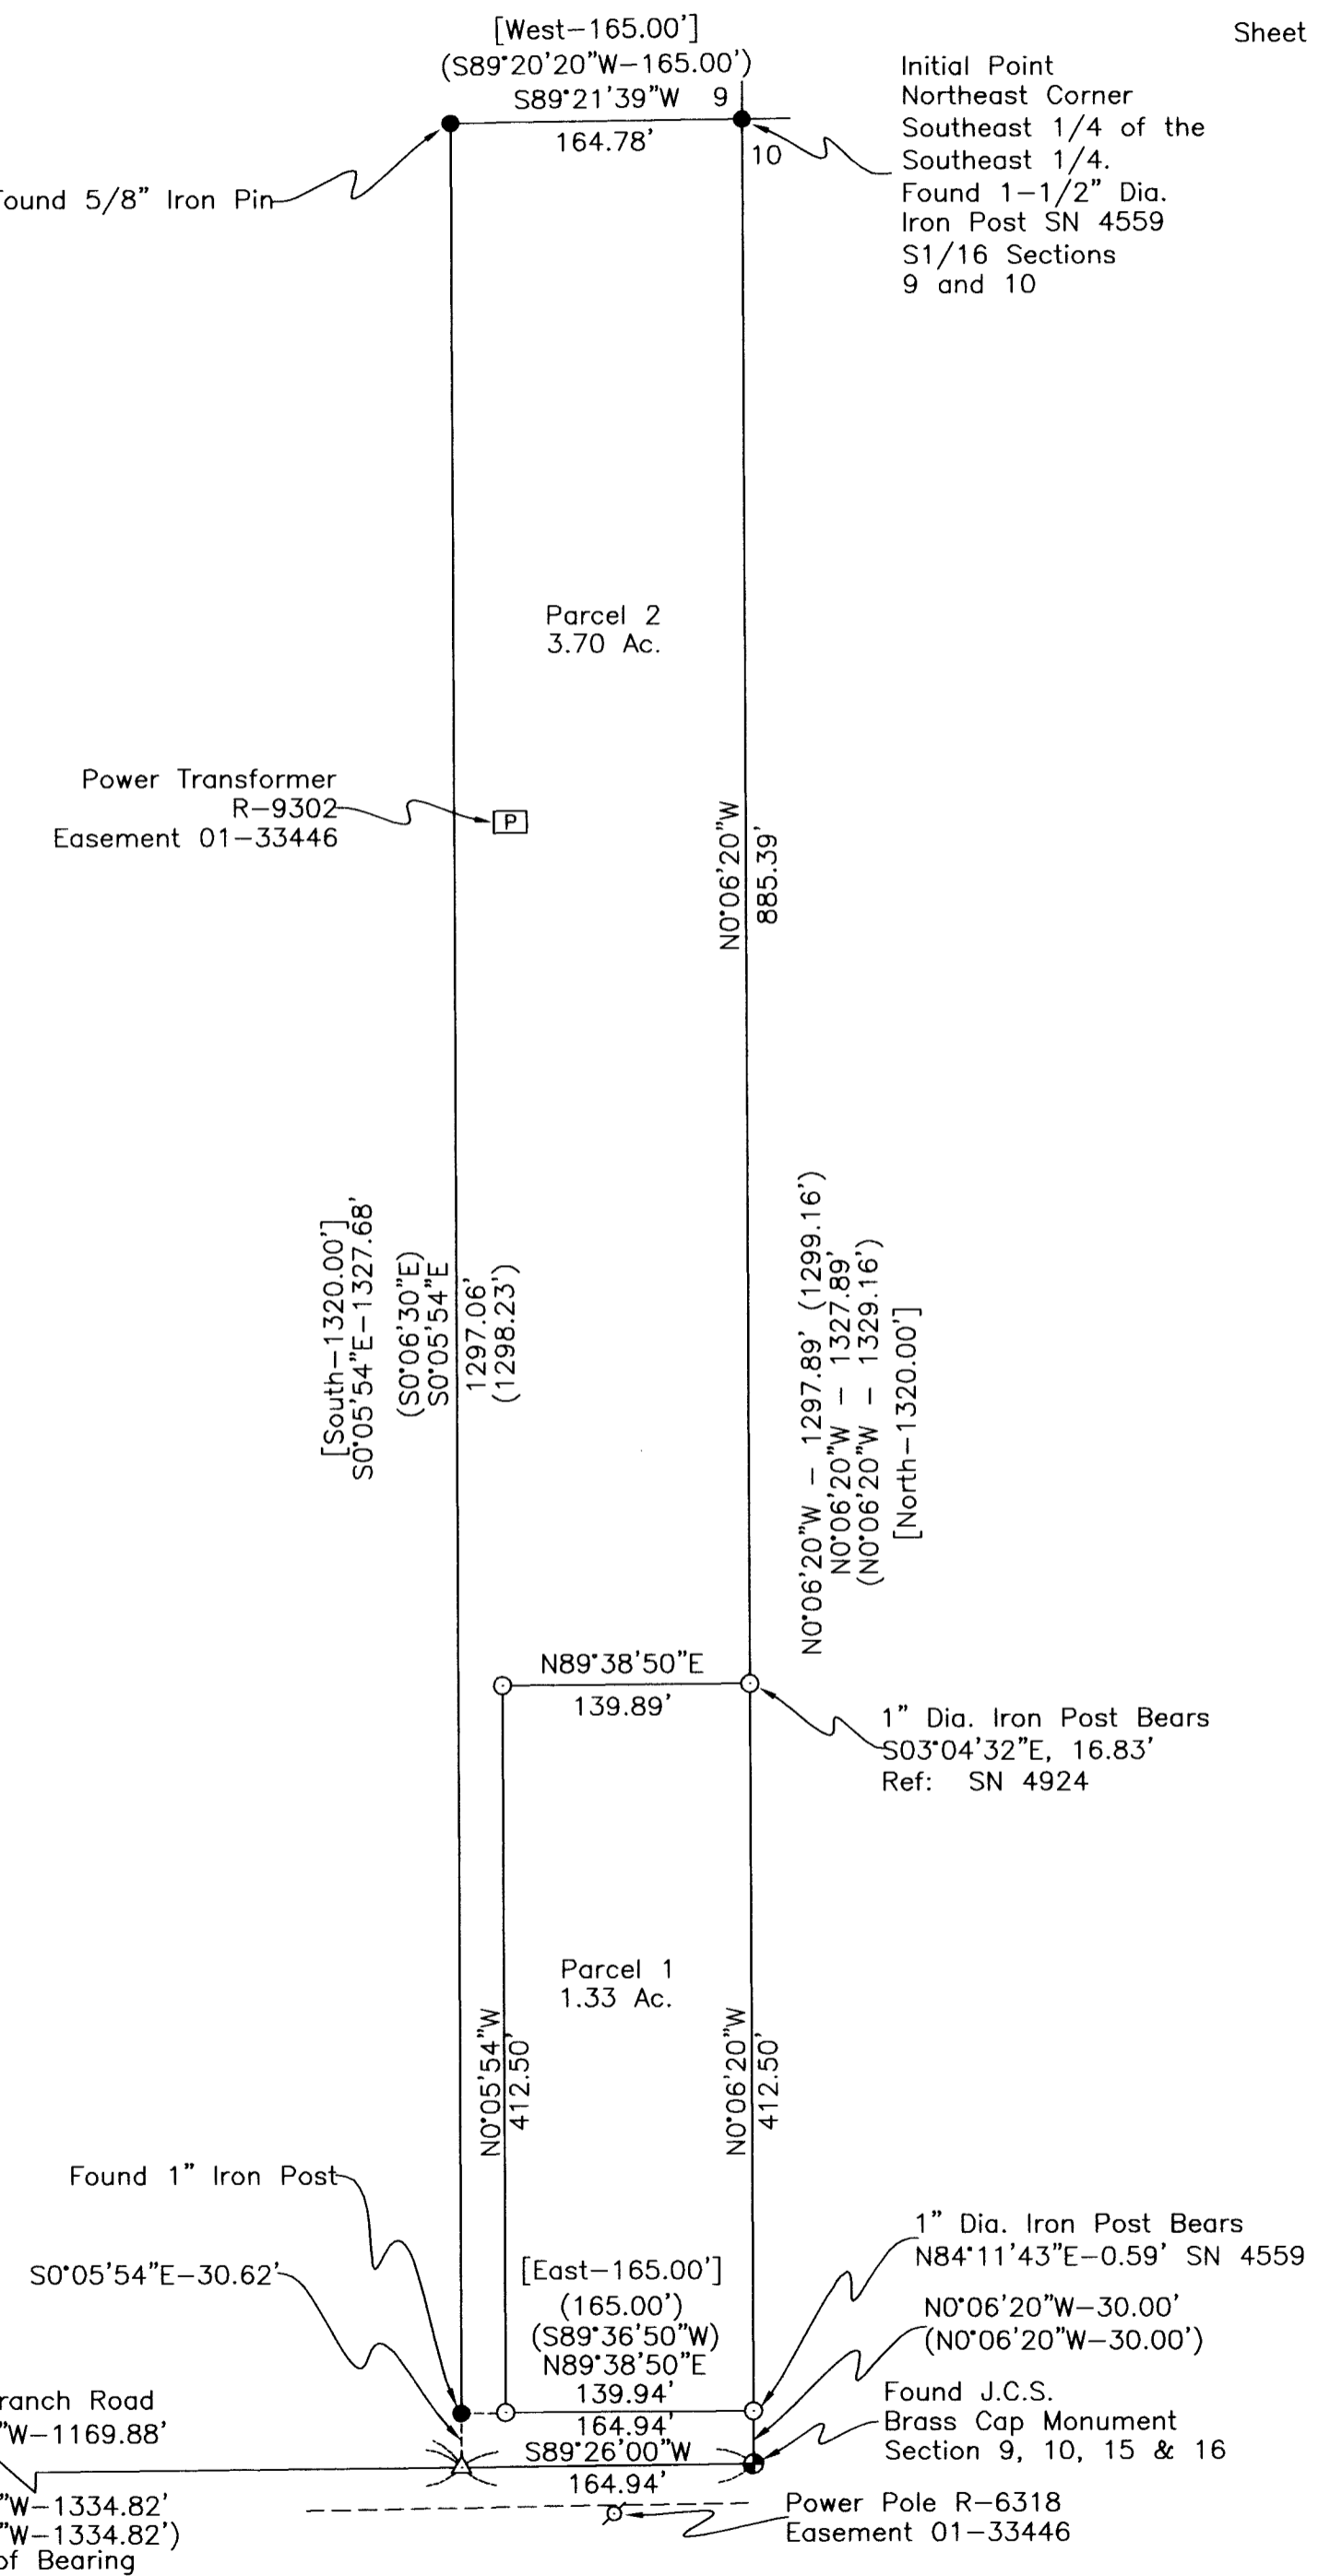 Sheet
[West-165.00']
(S89°20'20"W-165.00')
S89°21'39"W
9
164.78'
10
Initial Point
Northeast Corner
Southeast 1/4 of the
Southeast 1/4.
Found 1-1/2" Dia.
Iron Post SN 4559
S1/16 Sections
9 and 10
Found 5/8" Iron Pin
Parcel 2
3.70 Ac.
Power Transformer
R-9302
Easement 01-33446
P
N0°06'20"W
885.39'
[South-1320.00']
S0°05'54"E-1327.68'
(S0°06'30"E)
S0°05'54"E
1297.06'
(1298.23')
N0°06'20"W - 1297.89' (1299.16')
N0°06'20"W - 1327.89'
(N0°06'20"W - 1329.16')
[North-1320.00']
N89°38'50"E
139.89'
1" Dia. Iron Post Bears
S03°04'32"E, 16.83'
Ref: SN 4924
Parcel 1
1.33 Ac.
N0°05'54"W
412.50'
N0°06'20"W
412.50'
Found 1" Iron Post
S0°05'54"E-30.62'
[East-165.00']
(165.00')
(S89°36'50"W)
N89°38'50"E
139.94'
164.94'
S89°26'00"W
164.94'
1" Dia. Iron Post Bears
N84°11'43"E-0.59' SN 4559
N0°06'20"W-30.00'
(N0°06'20"W-30.00')
Found J.C.S.
Brass Cap Monument
Section 9, 10, 15 & 16
Power Pole R-6318
Easement 01-33446
ranch Road
"W-1169.88'
"W-1334.82'
"W-1334.82')
of Bearing